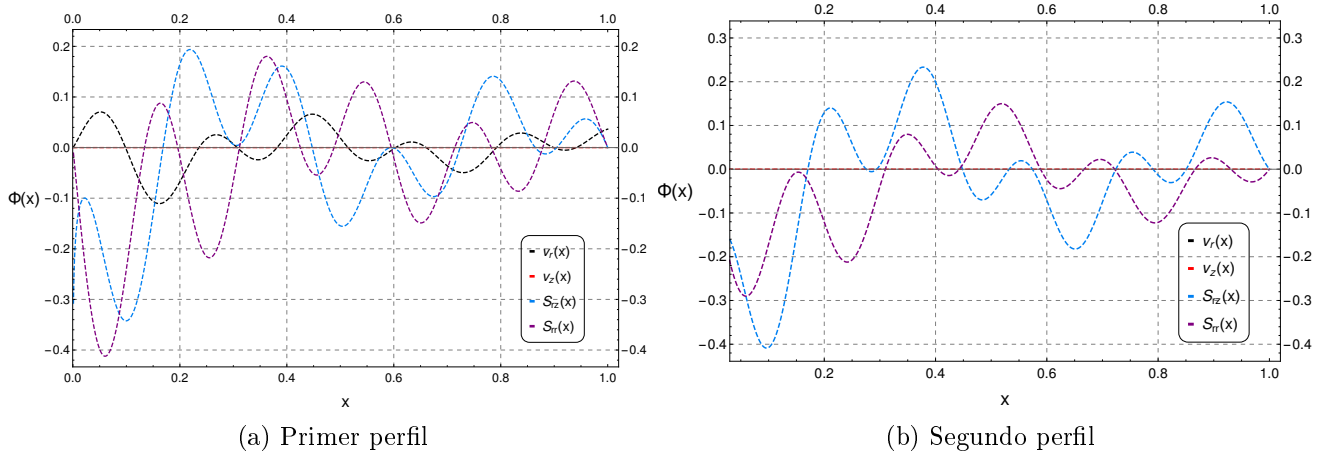 0.0 0.2 0.4 0.6 0.8 1.0
0.2 0.2
0.1 0.1
0.0 0.0
Φ(x) −0.1 −0.1
−0.2 −0.2
−0.3 −0.3
−0.4 −0.4
0.0 0.2 0.4 0.6 0.8 1.0
x
vr(x)
vz(x)
Srz(x)
Srr(x)
(a) Primer perfil
0.2 0.4 0.6 0.8 1.0
0.3 0.3
0.2 0.2
0.1 0.1
0.0 0.0
Φ(x)
−0.1 −0.1
−0.2 −0.2
−0.3 −0.3
−0.4 −0.4
0.2 0.4 0.6 0.8 1.0
x
vr(x)
vz(x)
Srz(x)
Srr(x)
(b) Segundo perfil